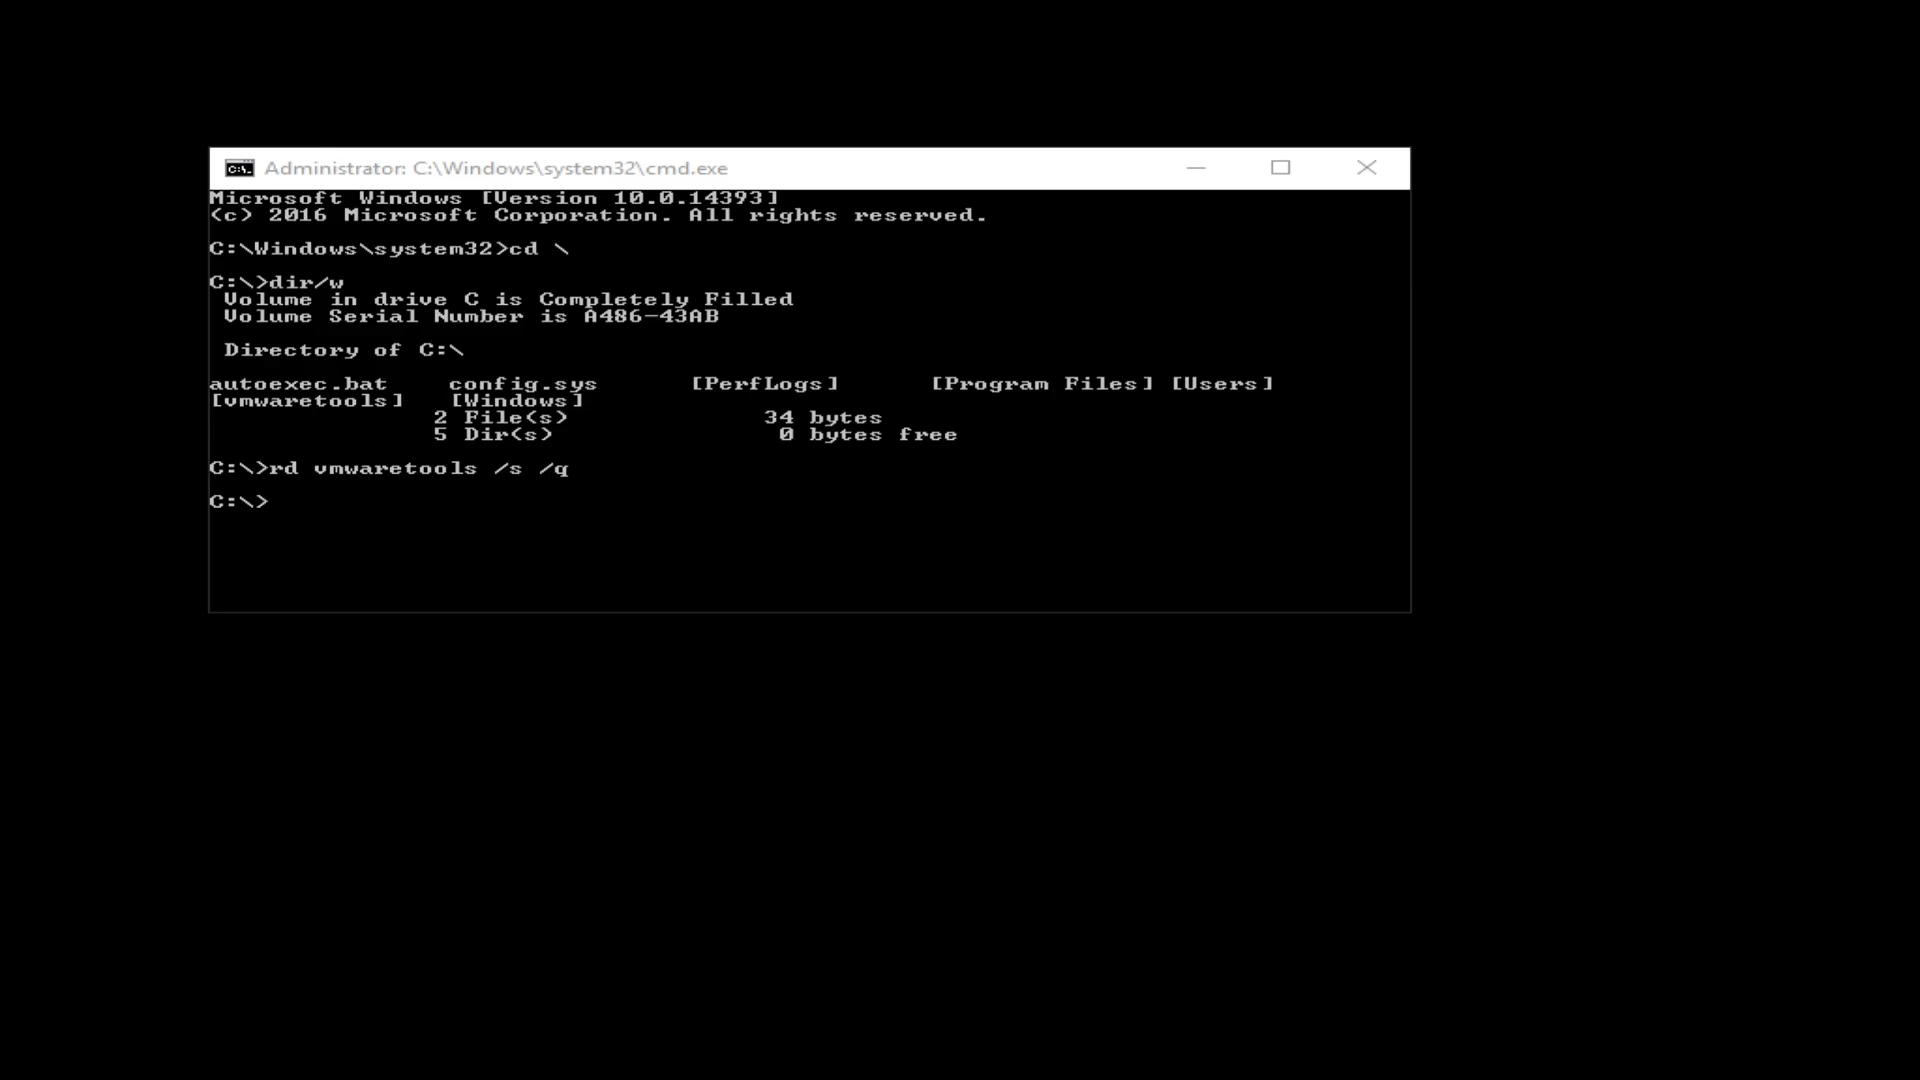 Administrator: C:\Windows\system32\cmd.exe
Microsoft Windows [Version 10.0.14393]
(c) 2016 Microsoft Corporation. All rights reserved.
C:\Windows\system32>cd \
C:\>dir/w
Volume in drive C is Completely Filled
Volume Serial Number is A486-43AB
Directory of C:\
autoexec.bat config.sys [PerfLogs] [Program Files] [Users]
[vmwaretools] [Windows]
2 File(s) 34 bytes
5 Dir(s) 0 bytes free
C:\>rd vmwaretools /s /q
C:\>